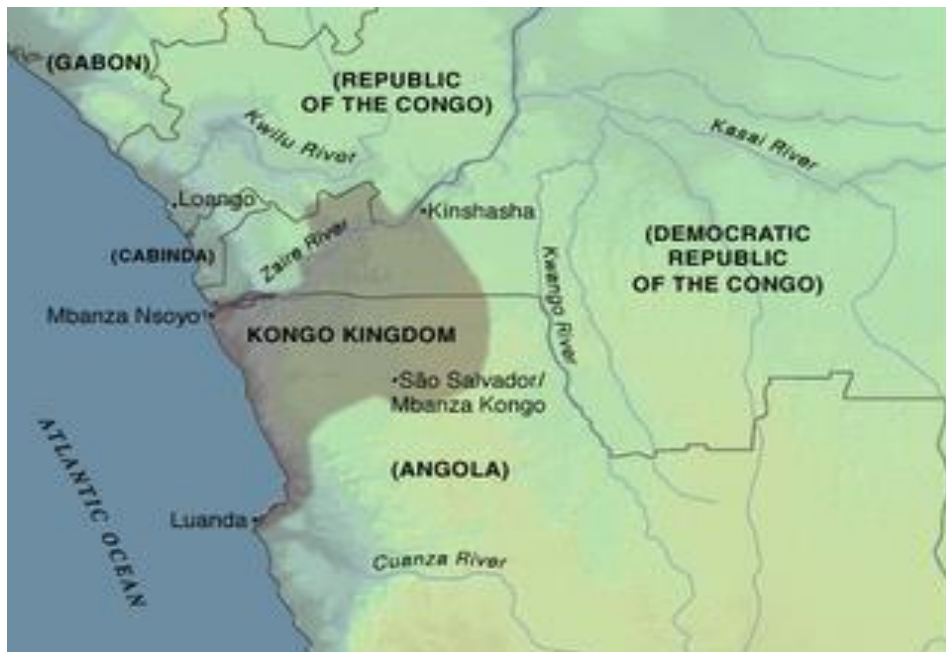 (GABON)
(REPUBLIC
OF THE CONGO)
Kwilu River
Kasai River
Loango
Kinshasha
(CABINDA)
Zaire River
(DEMOCRATIC
REPUBLIC
OF THE CONGO)
Kwango River
Mbanza Nsoyo
KONGO KINGDOM
São Salvador/
Mbanza Kongo
ATLANTIC OCEAN
(ANGOLA)
Luanda
Cuanza River